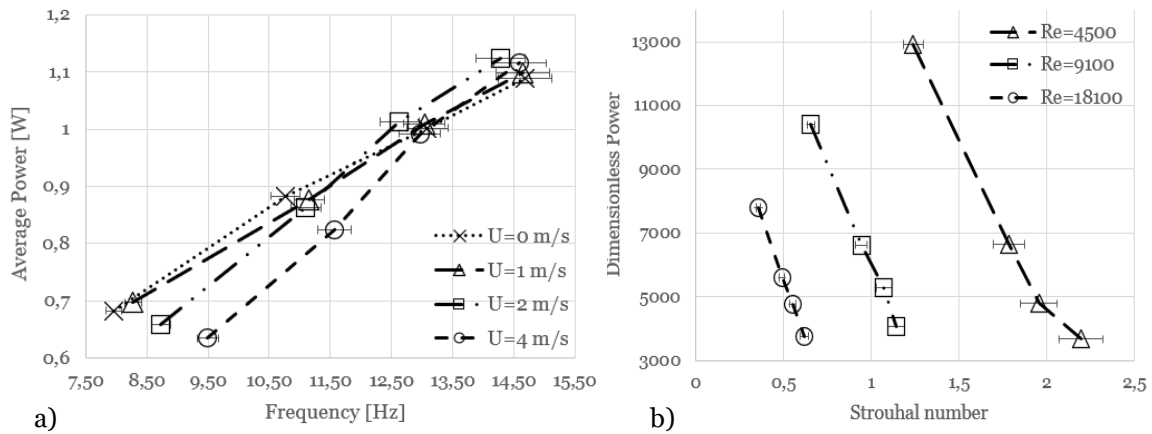 1,2
1,1
1
0,9
0,8
0,7
0,6
Average Power [W]
7,50 8,50 9,50 10,50 11,50 12,50 13,50 14,50 15,50
Frequency [Hz]
U=0 m/s
U=1 m/s
U=2 m/s
U=4 m/s
a)
13000
11000
9000
7000
5000
3000
Dimensionless Power
0 0,5 1 1,5 2 2,5
Strouhal number
Re=4500
Re=9100
Re=18100
b)